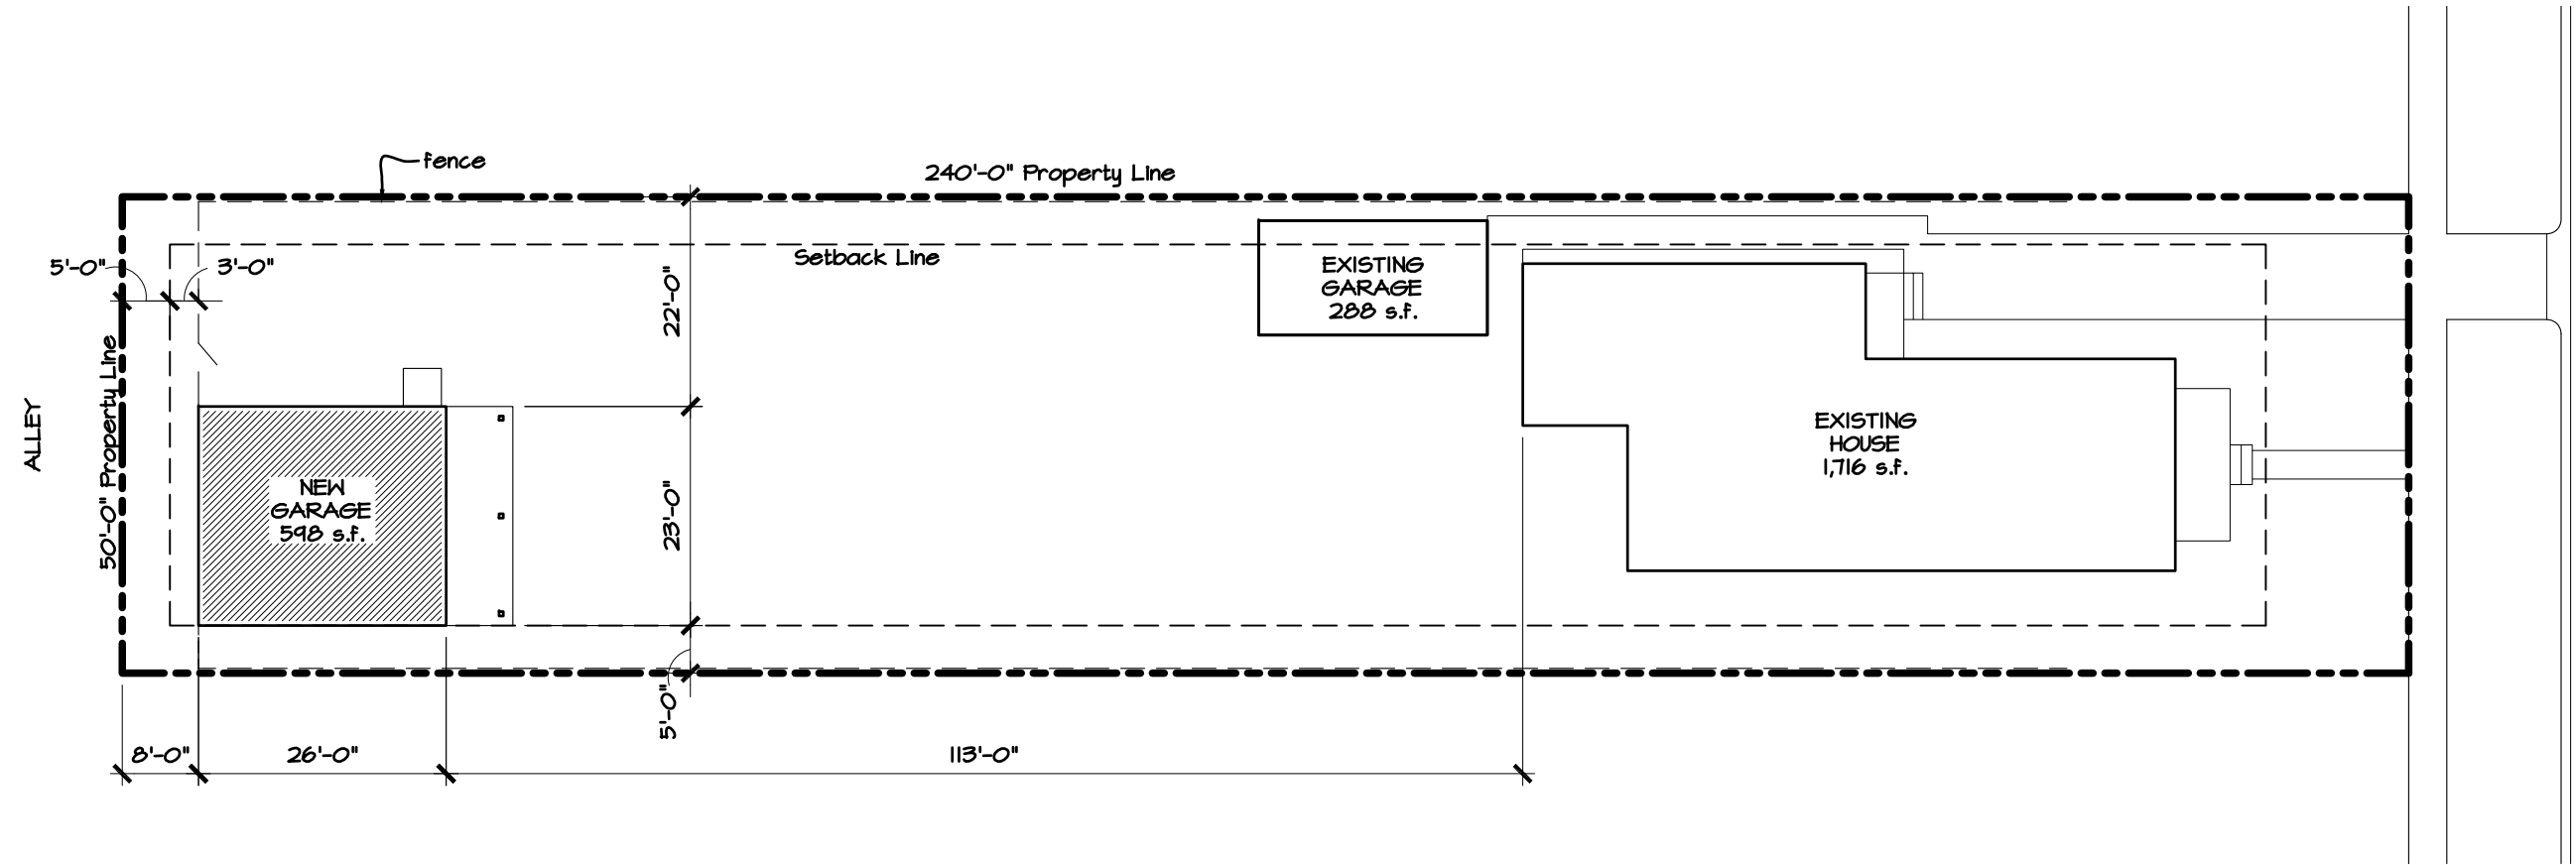 fence
240'-0" Property Line
Setback Line
5'-0"
3'-0"
22'-0"
EXISTING
GARAGE
288 s.f.
ALLEY
50'-0" Property Line
NEW
GARAGE
598 s.f.
23'-0"
EXISTING
HOUSE
1,716 s.f.
5'-0"
8'-0"
26'-0"
113'-0"